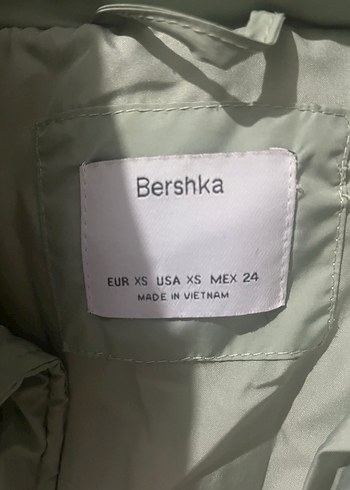 Bershka
EUR XS USA XS MEX 24
MADE IN VIETNAM